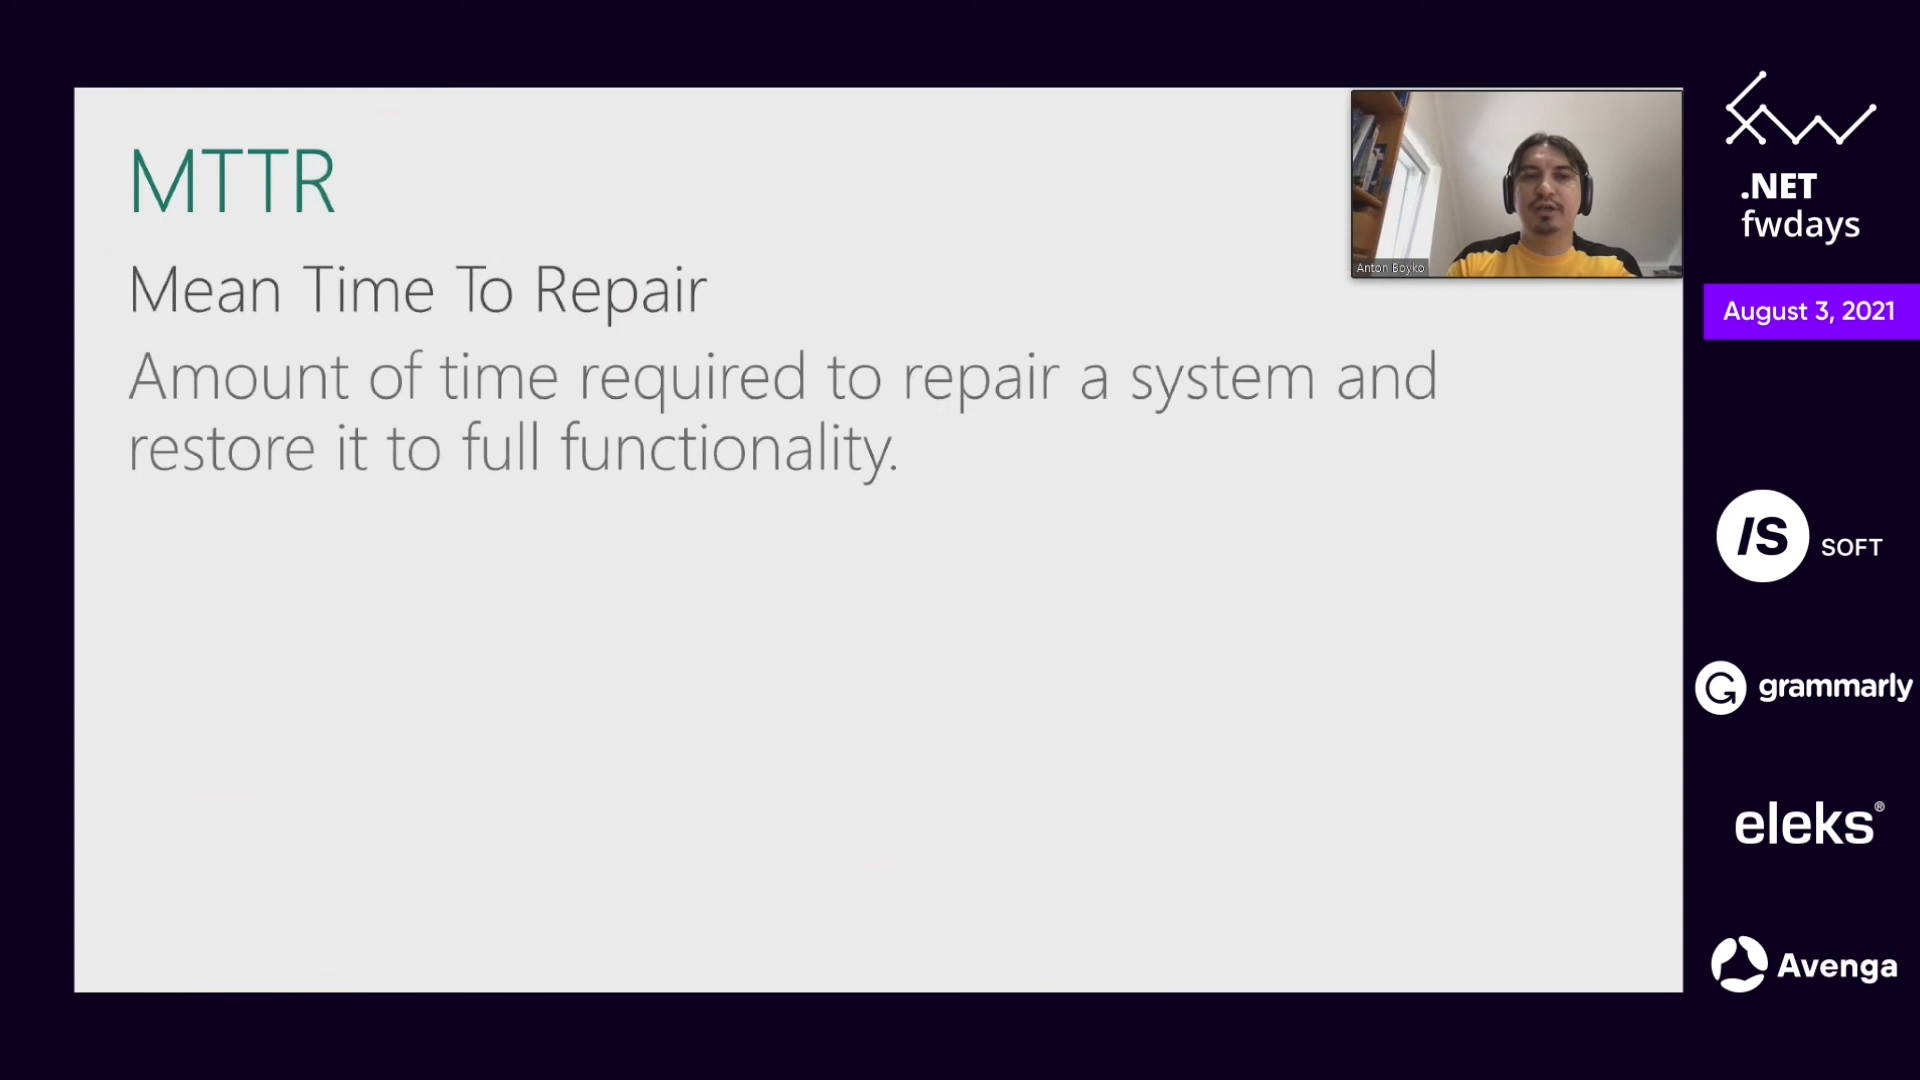 MTTR
Mean Time To Repair
Amount of time required to repair a system and
restore it to full functionality.
Anton Boyko
.NET
fwdays
August 3, 2021
/S SOFT
G grammarly
eleks®
Avenga